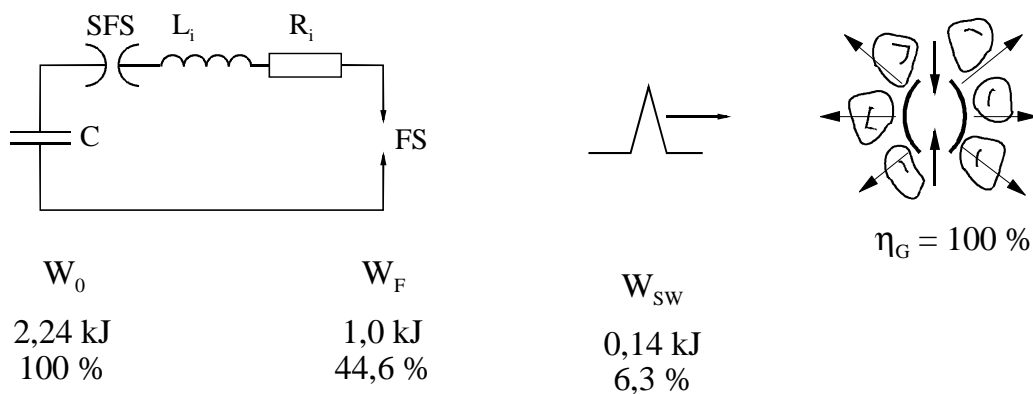 SFS
L_i
R_i
C
FS
η_G = 100 %
W_0
W_F
W_SW
2,24 kJ
1,0 kJ
0,14 kJ
100 %
44,6 %
6,3 %